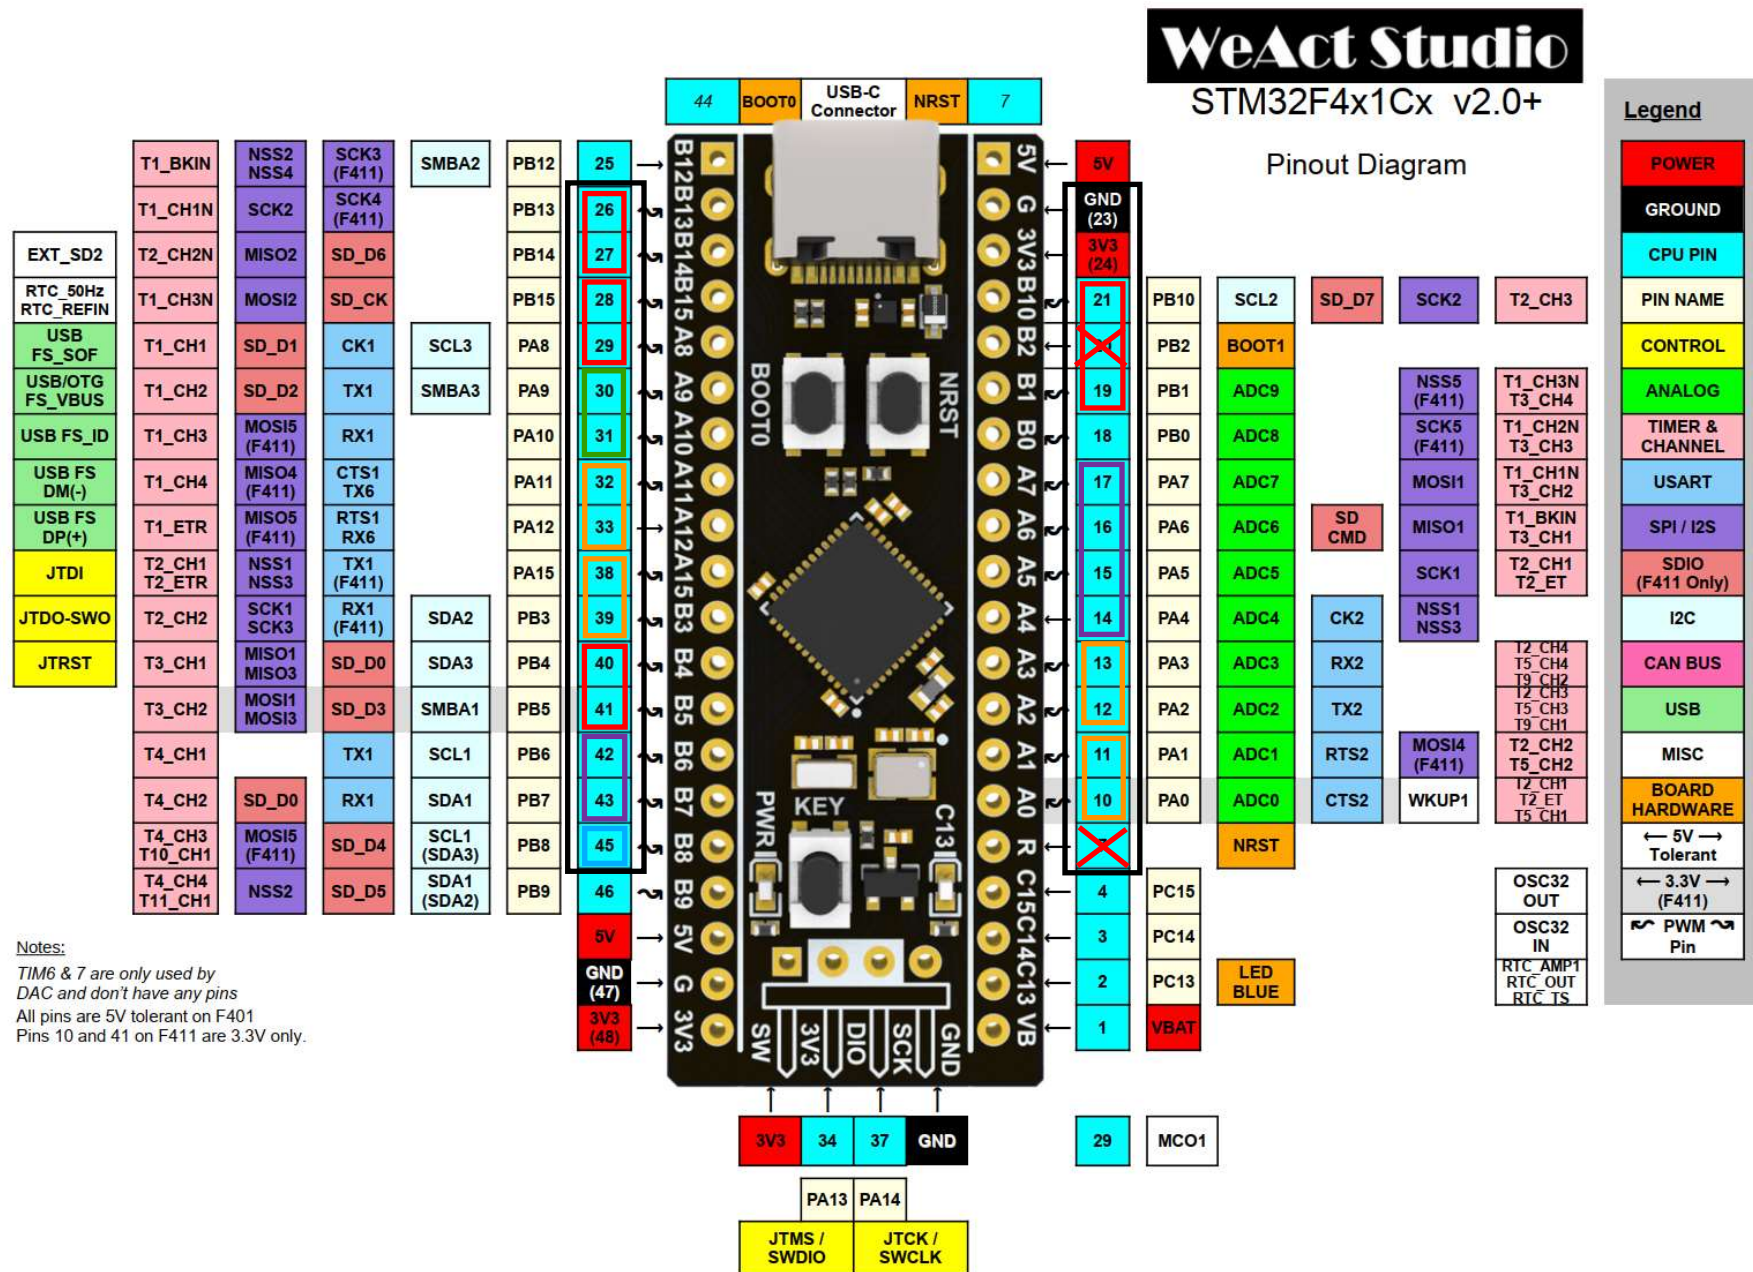 WeAct Studio
STM32F4x1Cx v2.0+
Pinout Diagram
44 BOOT0 USB-C Connector NRST 7
T1_BKIN NSS2 NSS4 SCK3 (F411) SMBA2 PB12 25 B12
T1_CH1N SCK2 SCK4 (F411) PB13 26 B13
EXT_SD2 T2_CH2N MISO2 SD_D6 PB14 27 B14
RTC_50Hz RTC_REFIN T1_CH3N MOSI2 SD_CK PB15 28 B15
USB FS_SOF T1_CH1 SD_D1 CK1 SCL3 PA8 29 A8
USB/OTG FS_VBUS T1_CH2 SD_D2 TX1 SMBA3 PA9 30 A9
USB FS_ID T1_CH3 MOSI5 (F411) RX1 PA10 31 A10
USB FS DM(-) T1_CH4 MISO4 (F411) CTS1 TX6 PA11 32 A11
USB FS DP(+) T1_ETR MISO5 (F411) RTS1 RX6 PA12 33 A12
JTDI T2_CH1 T2_ETR NSS1 NSS3 TX1 (F411) PA15 38 A15
JTDO-SWO T2_CH2 SCK1 SCK3 RX1 (F411) SDA2 PB3 39 B3
JTRST T3_CH1 MISO1 MISO3 SD_D0 SDA3 PB4 40 B4
T3_CH2 MOSI1 MOSI3 SD_D3 SMBA1 PB5 41 B5
T4_CH1 TX1 SCL1 PB6 42 B6
T4_CH2 SD_D0 RX1 SDA1 PB7 43 B7
T4_CH3 T10_CH1 MOSI5 (F411) SD_D4 SCL1 (SDA3) PB8 45 B8
T4_CH4 T11_CH1 NSS2 SD_D5 SDA1 (SDA2) PB9 46 B9
5V 5V
GND (47) G
3V3 (48) 3V3
BOOT0 NRST
PWR KEY C13
SW 3V3 DIO SCK GND
5V 5V
G GND (23)
3V3 3V3 (24)
B10 21 PB10 SCL2 SD_D7 SCK2 T2_CH3
B2 PB2 BOOT1
B1 19 PB1 ADC9 NSS5 (F411) T1_CH3N T3_CH4
B0 18 PB0 ADC8 SCK5 (F411) T1_CH2N T3_CH3
A7 17 PA7 ADC7 MOSI1 T1_CH1N T3_CH2
A6 16 PA6 ADC6 SD CMD MISO1 T1_BKIN T3_CH1
A5 15 PA5 ADC5 SCK1 T2_CH1 T2_ET
A4 14 PA4 ADC4 CK2 NSS1 NSS3
A3 13 PA3 ADC3 RX2 T2_CH4 T5_CH4 T9_CH2
A2 12 PA2 ADC2 TX2 T2_CH3 T5_CH3 T9_CH1
A1 11 PA1 ADC1 RTS2 MOSI4 (F411) T2_CH2 T5_CH2
A0 10 PA0 ADC0 CTS2 WKUP1 T2_CH1 T2_ET T5_CH1
R NRST
C15 4 PC15 OSC32 OUT
C14 3 PC14 OSC32 IN
C13 2 PC13 LED BLUE RTC_AMP1 RTC_OUT RTC_TS
VB 1 VBAT
3V3 34 37 GND
29 MCO1
PA13 PA14
JTMS / SWDIO JTCK / SWCLK
Notes:
TIM6 & 7 are only used by
DAC and don't have any pins
All pins are 5V tolerant on F401
Pins 10 and 41 on F411 are 3.3V only.
Legend
POWER
GROUND
CPU PIN
PIN NAME
CONTROL
ANALOG
TIMER & CHANNEL
USART
SPI / I2S
SDIO (F411 Only)
I2C
CAN BUS
USB
MISC
BOARD HARDWARE
← 5V → Tolerant
← 3.3V → (F411)
PWM Pin